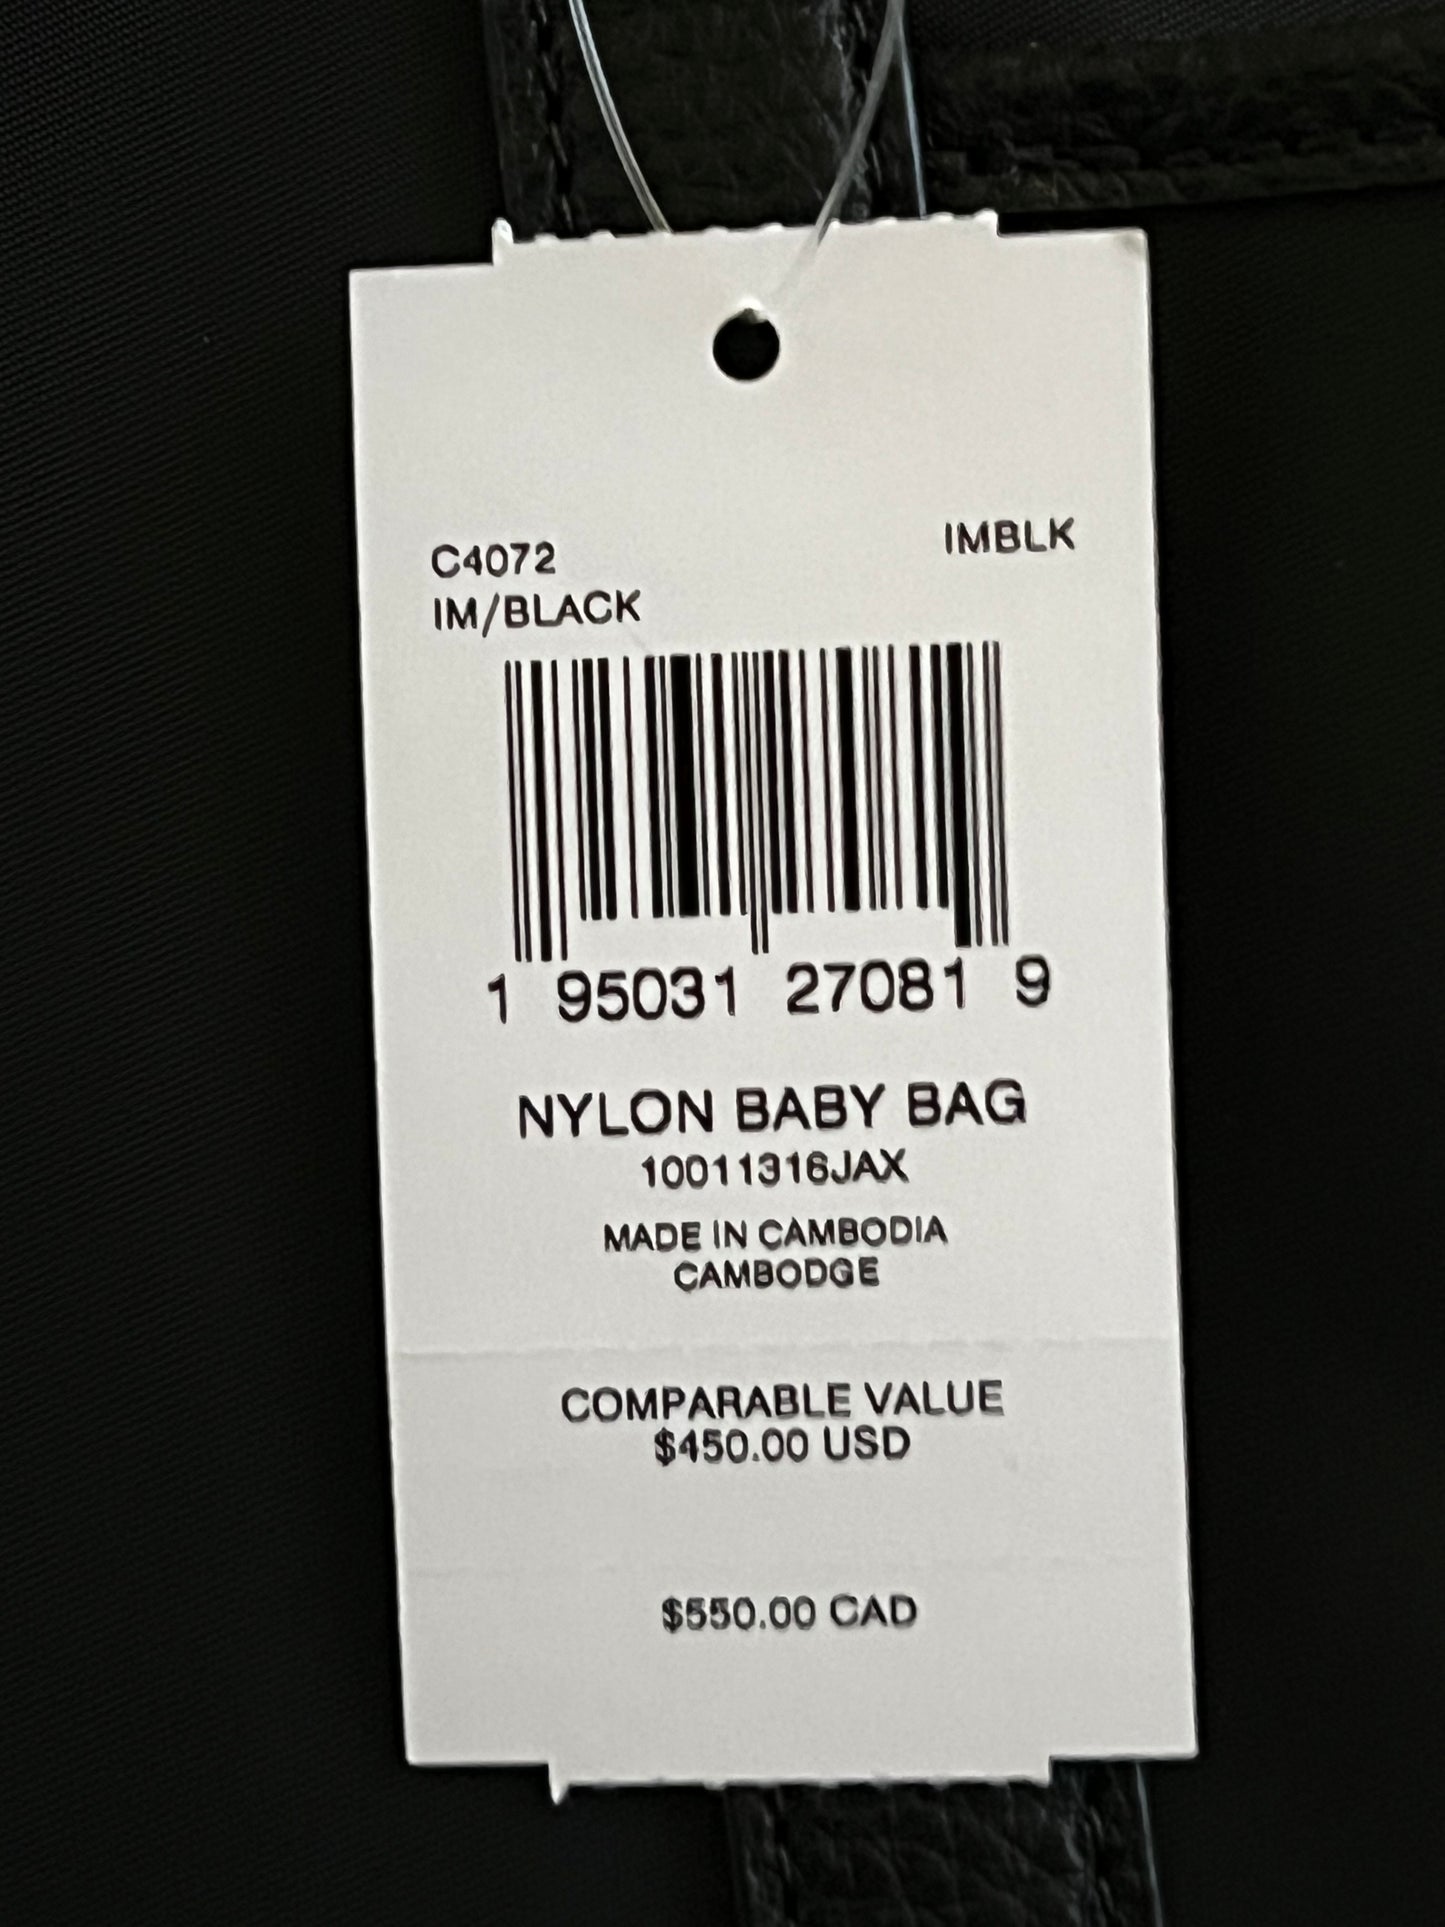 C4072
IMBLK
IM/BLACK
1 95031 27081 9
NYLON BABY BAG
10011316JAX
MADE IN CAMBODIA
CAMBODGE
COMPARABLE VALUE
$450.00 USD
$550.00 CAD